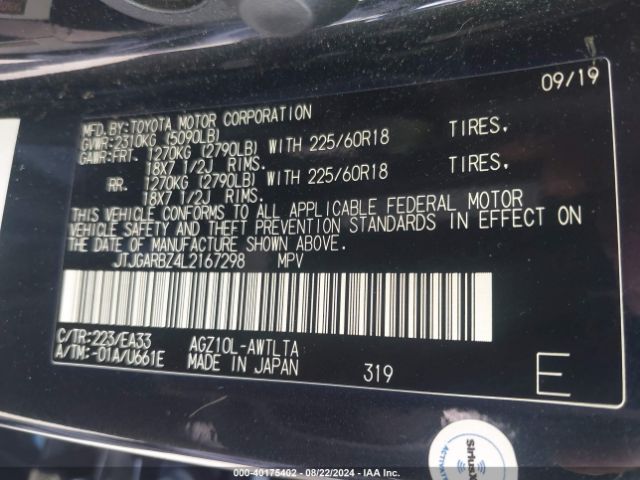 09/19
MFD.BY:TOYOTA MOTOR CORPORATION
GVWR:2310KG (5090LB)
GAWR:FRT. 1270KG (2790LB) WITH 225/60R18 TIRES,
18X7 1/2J RIMS.
RR. 1270KG (2790LB) WITH 225/60R18 TIRES,
18X7 1/2J RIMS.
THIS VEHICLE CONFORMS TO ALL APPLICABLE FEDERAL MOTOR
VEHICLE SAFETY AND THEFT PREVENTION STANDARDS IN EFFECT ON
THE DATE OF MANUFACTURE SHOWN ABOVE.
JTJGARBZ4L2167298 MPV
C/TR:223/EA33 AGZ10L-AWTLTA
A/TM:-01A/U661E MADE IN JAPAN 319 E
SiriusX
ACTIVAT
000-40175402 - 08/22/2024 - IAA Inc.